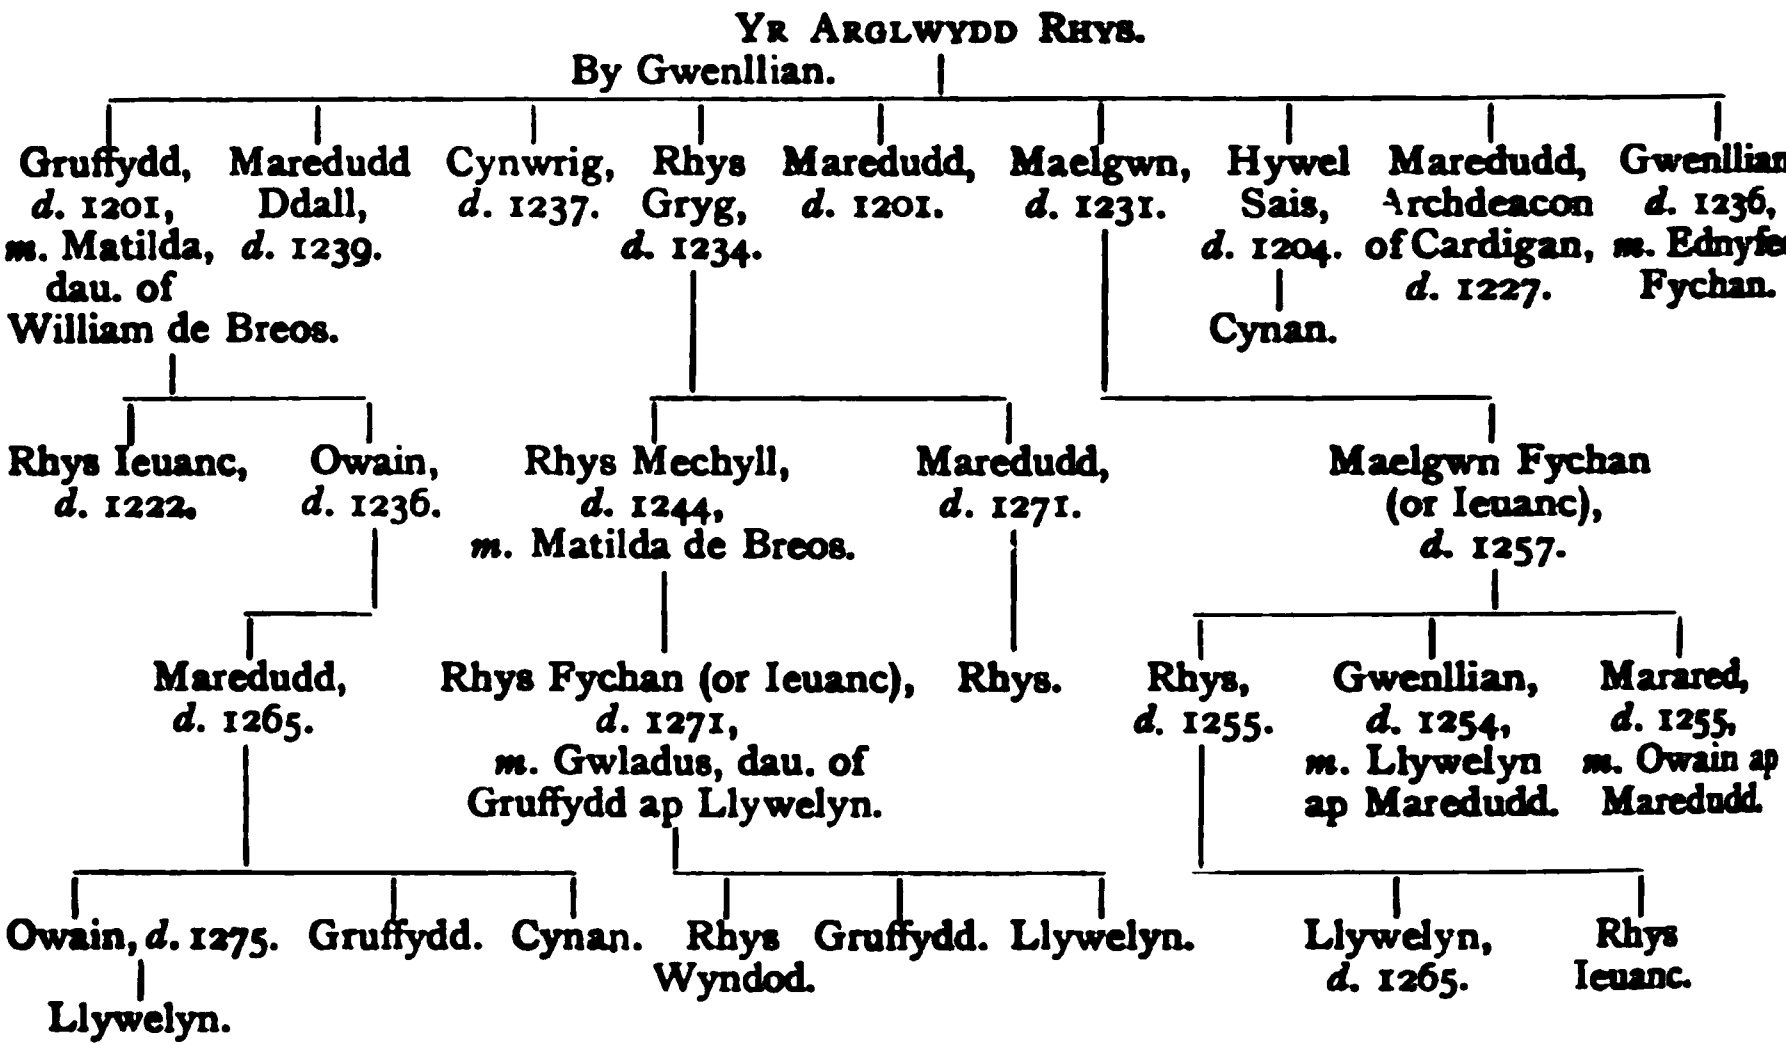 YR ARGLWYDD RHYS.
By Gwenllian.
Gruffydd,
d. 1201,
m. Matilda,
dau. of
William de Breos.
Maredudd
Ddall,
d. 1239.
Cynwrig,
d. 1237.
Rhys
Gryg,
d. 1234.
Maredudd,
d. 1201.
Maelgwn,
d. 1231.
Hywel
Sais,
d. 1204.
Cynan.
Maredudd,
Archdeacon
of Cardigan,
d. 1227.
Gwenllian
d. 1236,
m. Ednyfed
Fychan.
Rhys Ieuanc,
d. 1222.
Owain,
d. 1236.
Rhys Mechyll,
d. 1244,
m. Matilda de Breos.
Maredudd,
d. 1271.
Maelgwn Fychan
(or Ieuanc),
d. 1257.
Maredudd,
d. 1265.
Rhys Fychan (or Ieuanc),
d. 1271,
m. Gwladus, dau. of
Gruffydd ap Llywelyn.
Rhys.
Rhys,
d. 1255.
Gwenllian,
d. 1254,
m. Llywelyn
ap Maredudd.
Marared,
d. 1255,
m. Owain ap
Maredudd.
Owain, d. 1275.
Llywelyn.
Gruffydd.
Cynan.
Rhys
Wyndod.
Gruffydd.
Llywelyn.
Llywelyn,
d. 1265.
Rhys
Ieuanc.